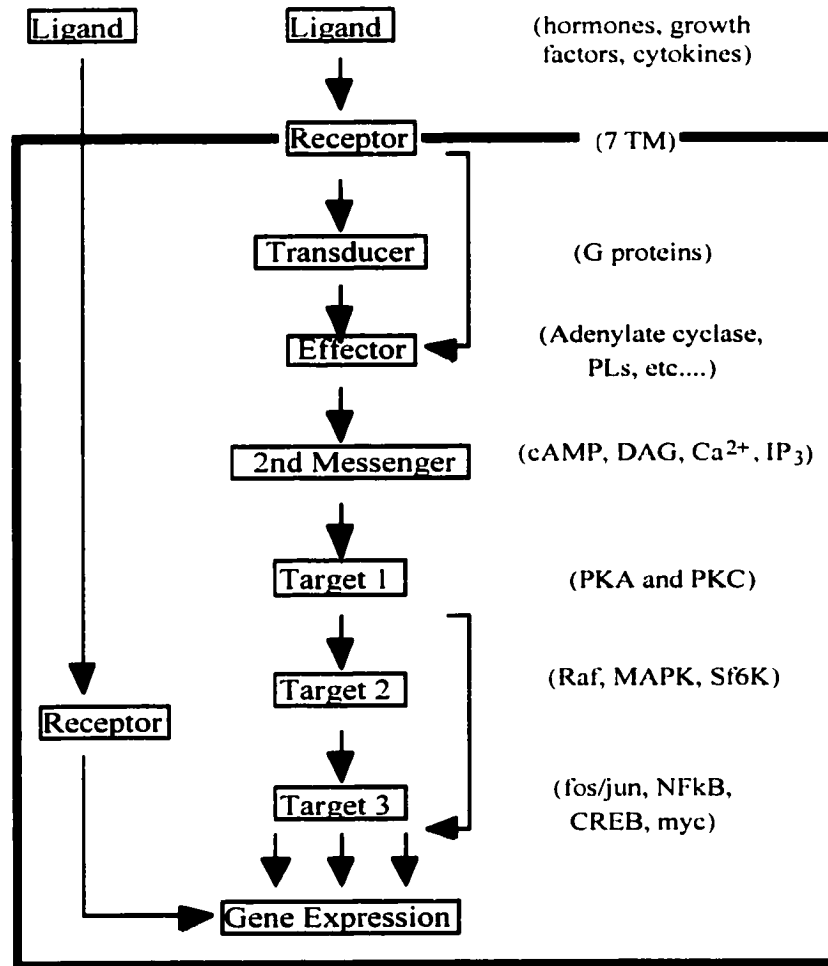 Ligand
Ligand
(hormones, growth
factors, cytokines)
Receptor
(7 TM)
Transducer
(G proteins)
Effector
(Adenylate cyclase,
PLs, etc....)
2nd Messenger
(cAMP, DAG, Ca2+, IP3)
Target 1
(PKA and PKC)
Target 2
(Raf, MAPK, Sf6K)
Receptor
Target 3
(fos/jun, NFkB,
CREB, myc)
Gene Expression